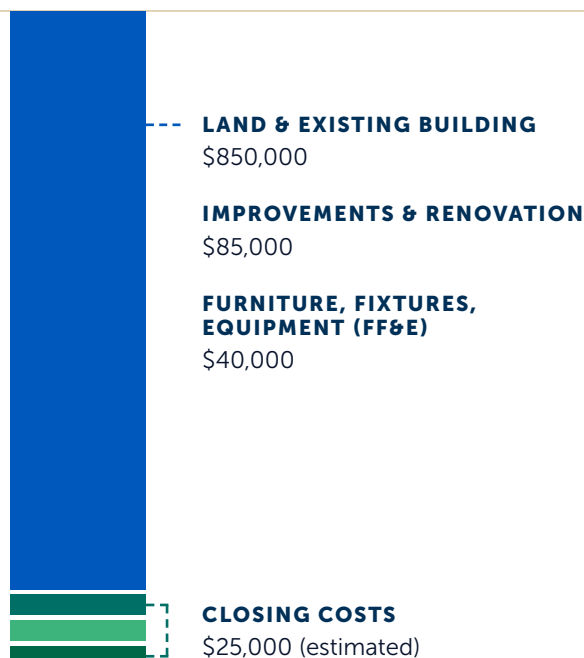 LAND & EXISTING BUILDING
$850,000
IMPROVEMENTS & RENOVATION
$85,000
FURNITURE, FIXTURES,
EQUIPMENT (FF&E)
$40,000
CLOSING COSTS
$25,000 (estimated)